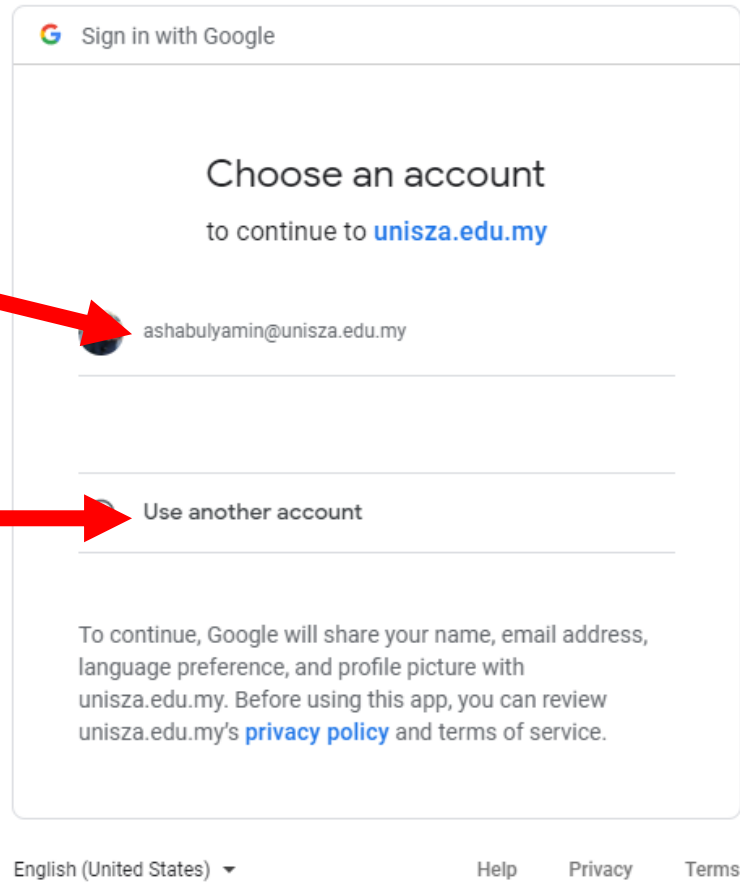 Sign in with Google
Choose an account
to continue to unisza.edu.my
ashabulyamin@unisza.edu.my
Use another account
To continue, Google will share your name, email address,
language preference, and profile picture with
unisza.edu.my. Before using this app, you can review
unisza.edu.my's privacy policy and terms of service.
English (United States) Help Privacy Terms